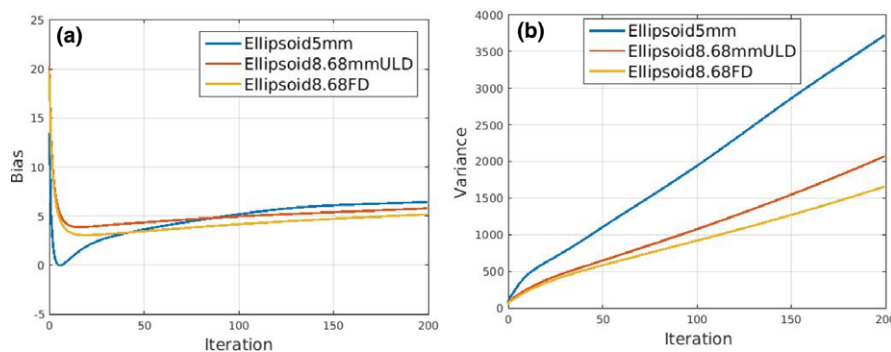 (a)
Ellipsoid5mm
Ellipsoid8.68mmULD
Ellipsoid8.68FD
25
20
15
10
5
0
-5
Bias
0 50 100 150 200
Iteration
(b)
Ellipsoid5mm
Ellipsoid8.68mmULD
Ellipsoid8.68FD
4000
3500
3000
2500
2000
1500
1000
500
0
Variance
0 50 100 150 200
Iteration